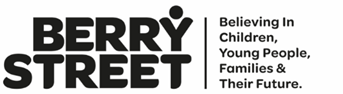 BERRY
STREET
Believing In
Children,
Young People,
Families &
Their Future.